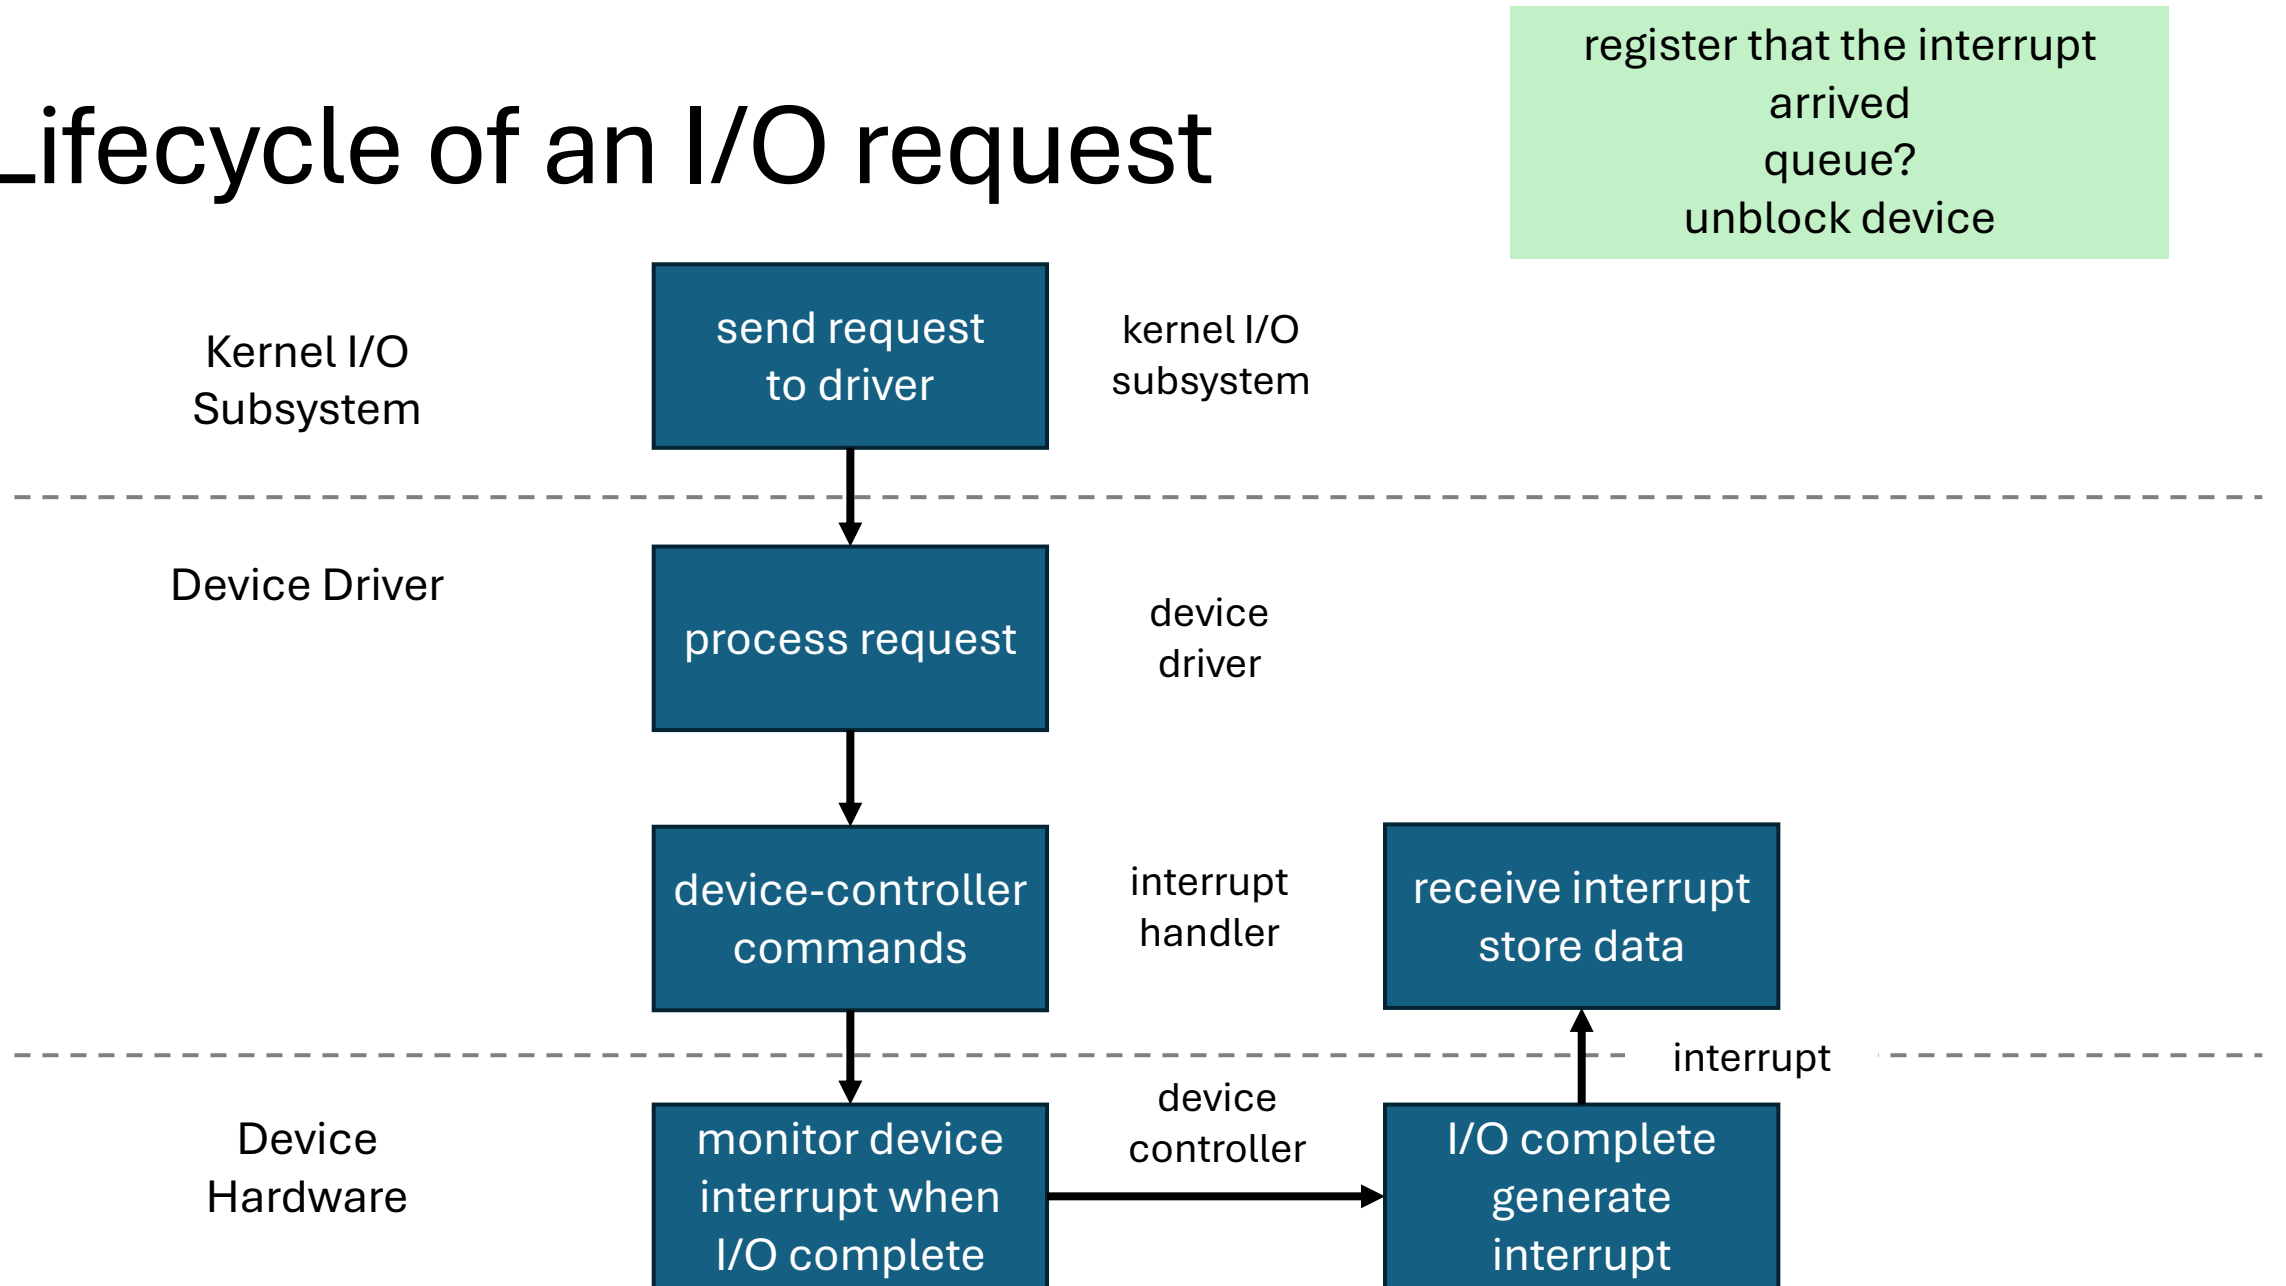 Lifecycle of an I/O request
register that the interrupt
arrived
queue?
unblock device
Kernel I/O
Subsystem
send request
to driver
kernel I/O
subsystem
Device Driver
process request
device
driver
device-controller
commands
interrupt
handler
receive interrupt
store data
interrupt
Device
Hardware
monitor device
interrupt when
I/O complete
device
controller
I/O complete
generate
interrupt